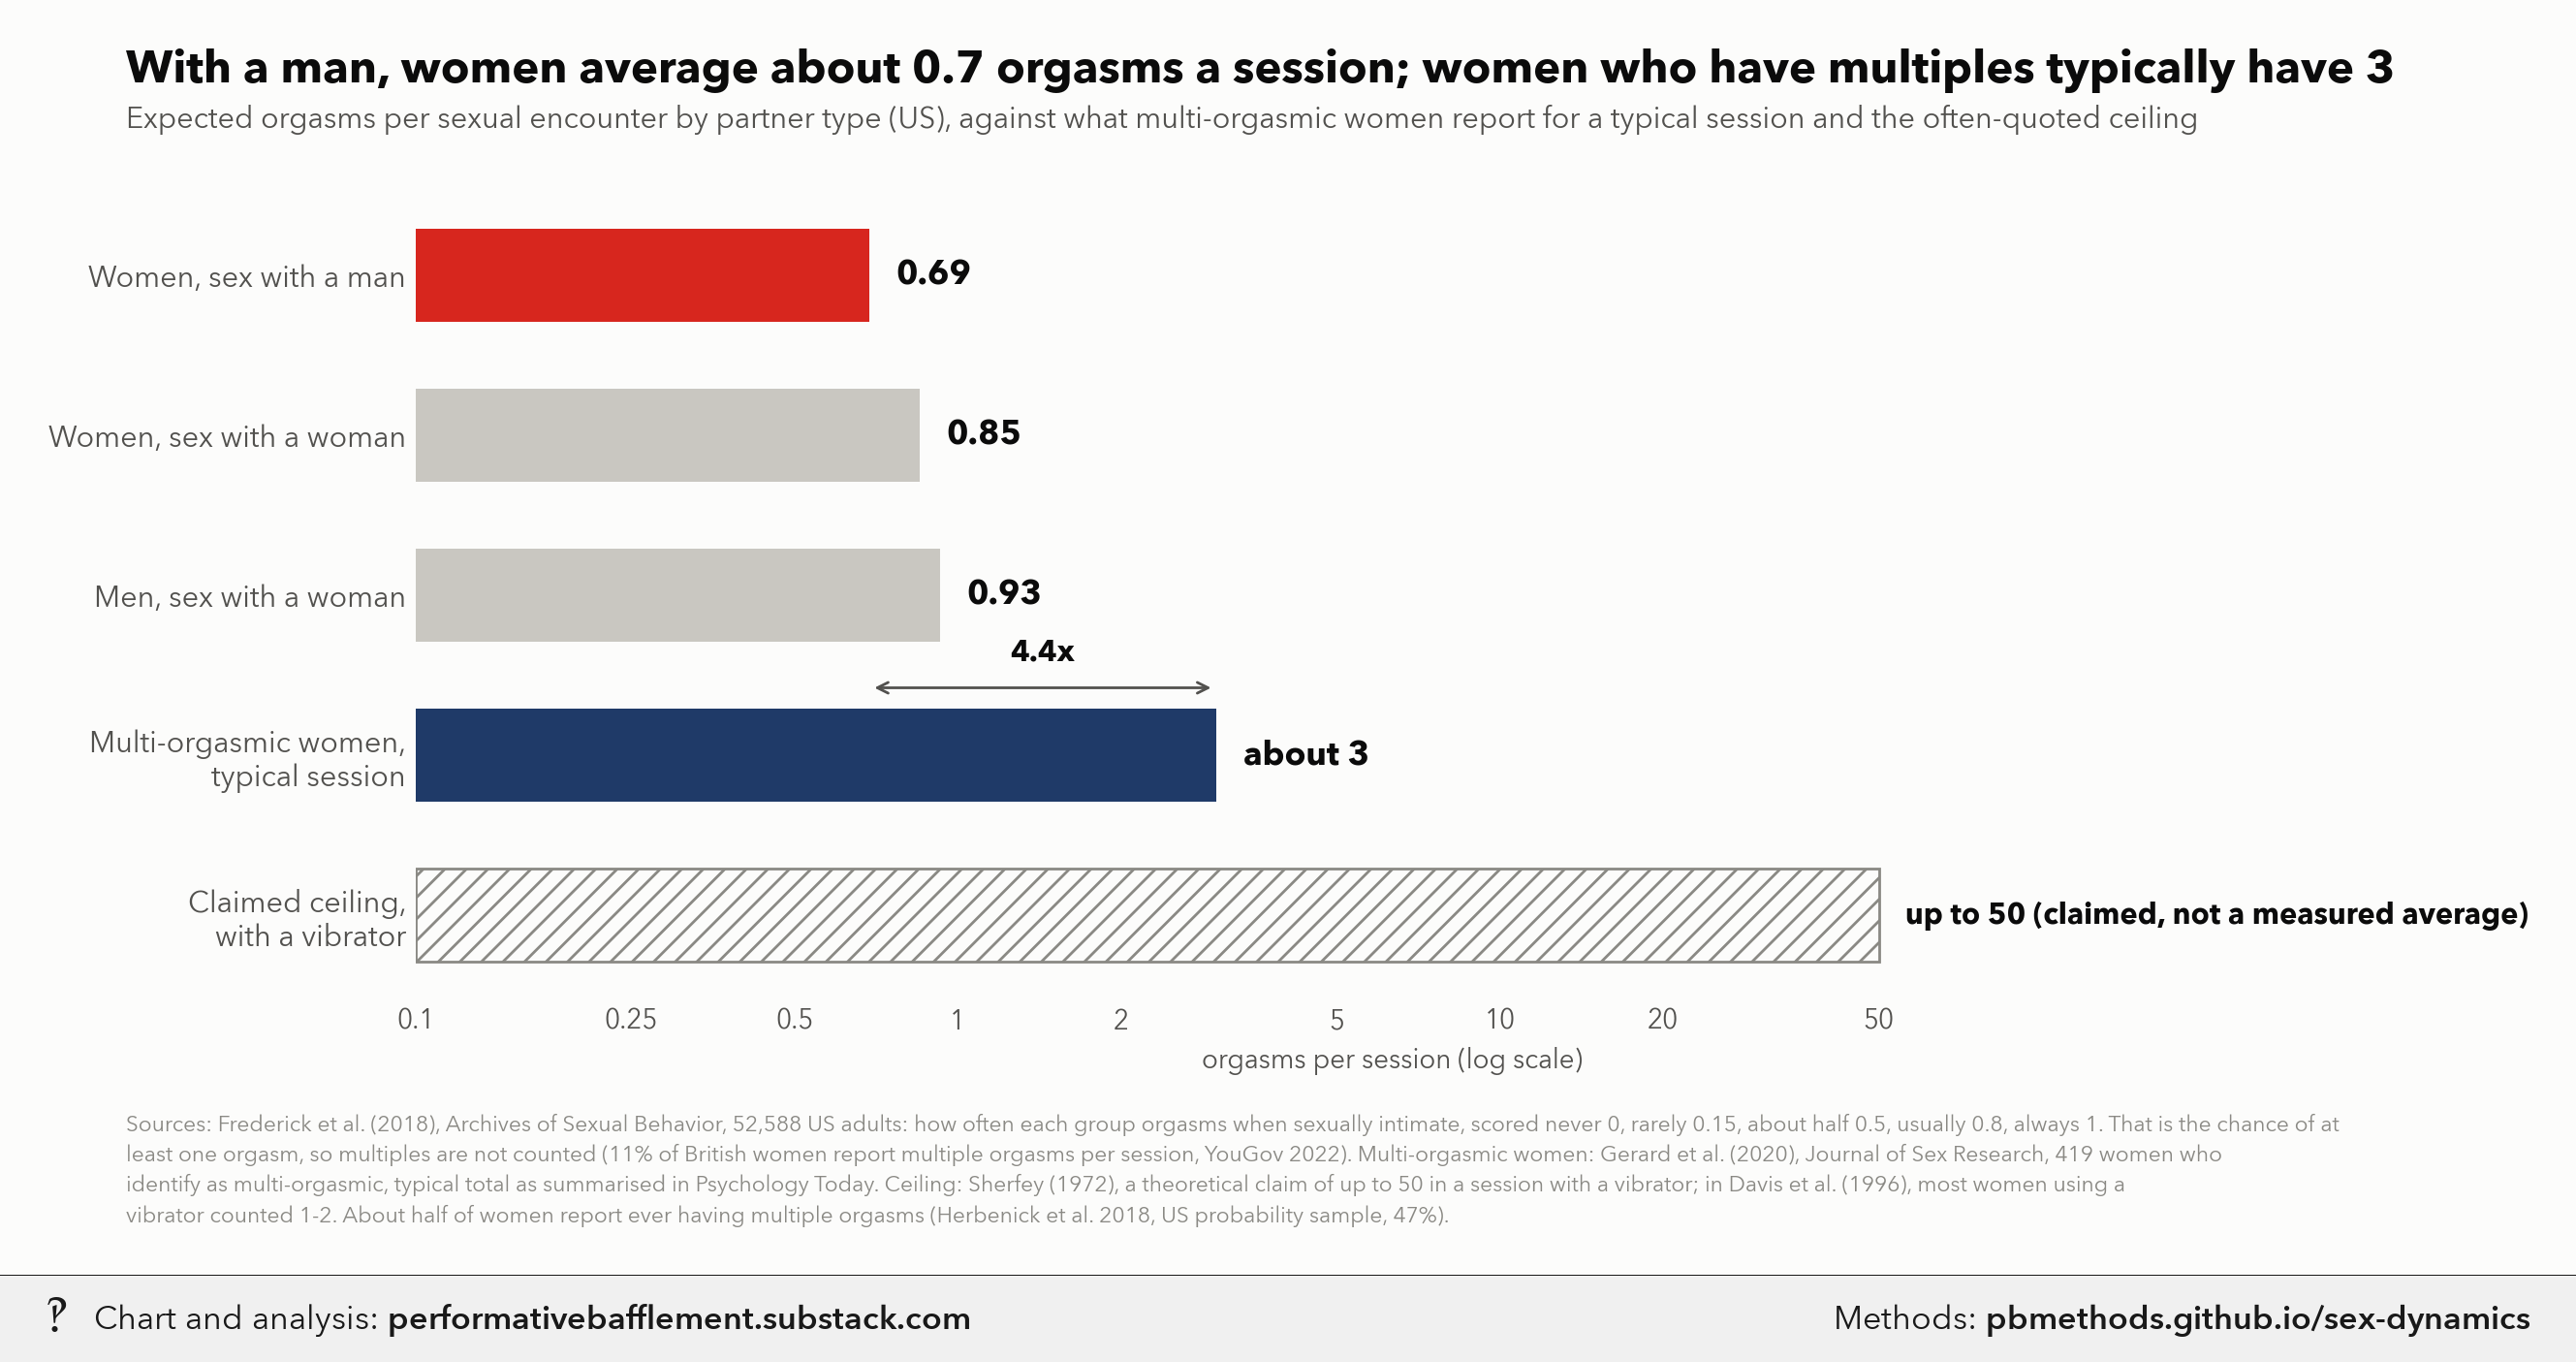 With a man, women average about 0.7 orgasms a session; women who have multiples typically have 3
Expected orgasms per sexual encounter by partner type (US), against what multi-orgasmic women report for a typical session and the often-quoted ceiling
Women, sex with a man
0.69
Women, sex with a woman
0.85
Men, sex with a woman
0.93
4.4x
Multi-orgasmic women,
typical session
about 3
Claimed ceiling,
with a vibrator
up to 50 (claimed, not a measured average)
0.1 0.25 0.5 1 2 5 10 20 50
orgasms per session (log scale)
Sources: Frederick et al. (2018), Archives of Sexual Behavior, 52,588 US adults: how often each group orgasms when sexually intimate, scored never 0, rarely 0.15, about half 0.5, usually 0.8, always 1. That is the chance of at
least one orgasm, so multiples are not counted (11% of British women report multiple orgasms per session, YouGov 2022). Multi-orgasmic women: Gerard et al. (2020), Journal of Sex Research, 419 women who
identify as multi-orgasmic, typical total as summarised in Psychology Today. Ceiling: Sherfey (1972), a theoretical claim of up to 50 in a session with a vibrator; in Davis et al. (1996), most women using a
vibrator counted 1-2. About half of women report ever having multiple orgasms (Herbenick et al. 2018, US probability sample, 47%).
‽ Chart and analysis: performativebafflement.substack.com
Methods: pbmethods.github.io/sex-dynamics